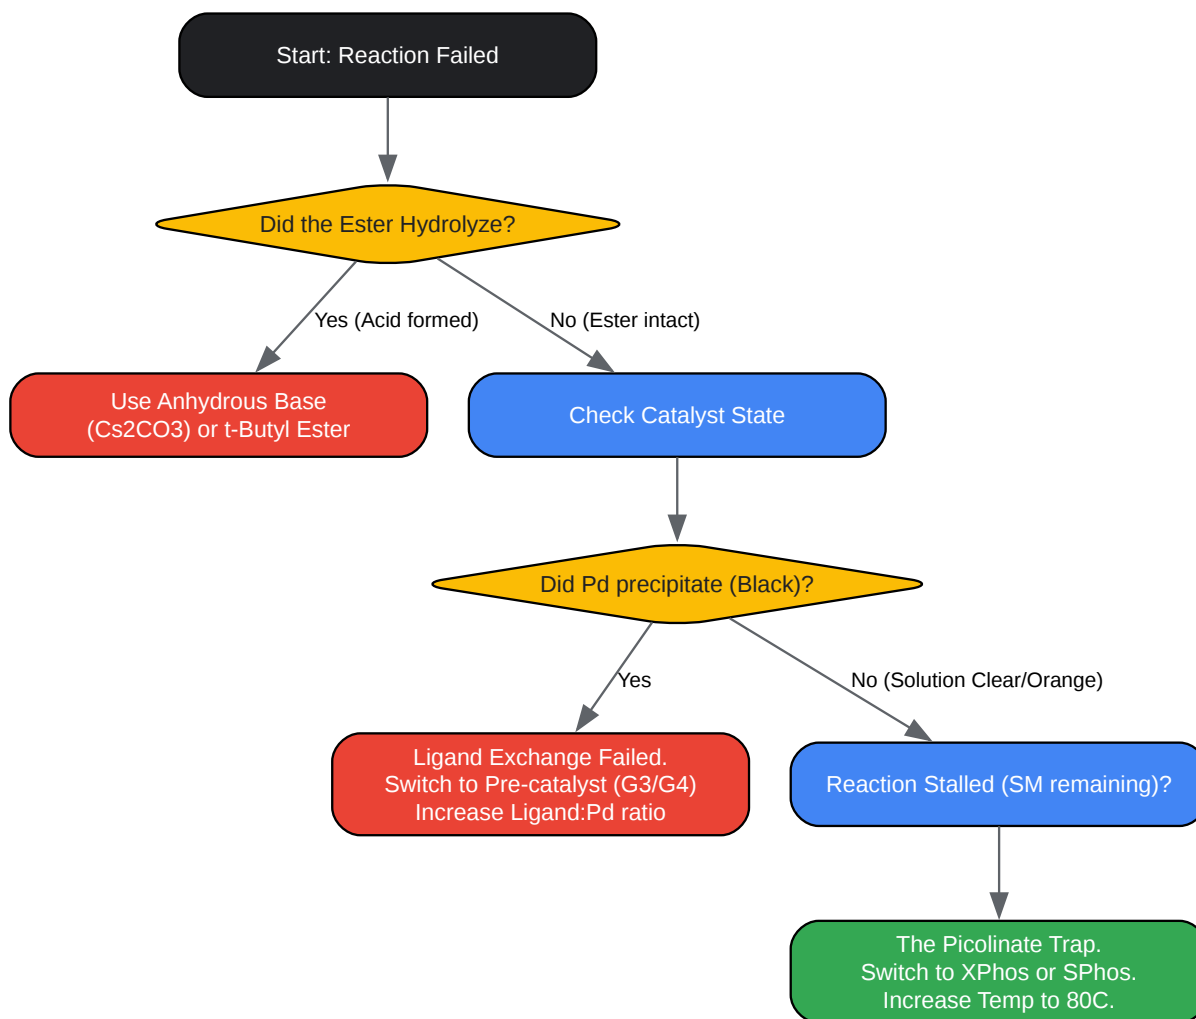 Start: Reaction Failed
Did the Ester Hydrolyze?
Yes (Acid formed)
No (Ester intact)
Use Anhydrous Base
(Cs2CO3) or t-Butyl Ester
Check Catalyst State
Did Pd precipitate (Black)?
Yes
No (Solution Clear/Orange)
Ligand Exchange Failed.
Switch to Pre-catalyst (G3/G4)
Increase Ligand:Pd ratio
Reaction Stalled (SM remaining)?
The Picolinate Trap.
Switch to XPhos or SPhos.
Increase Temp to 80C.